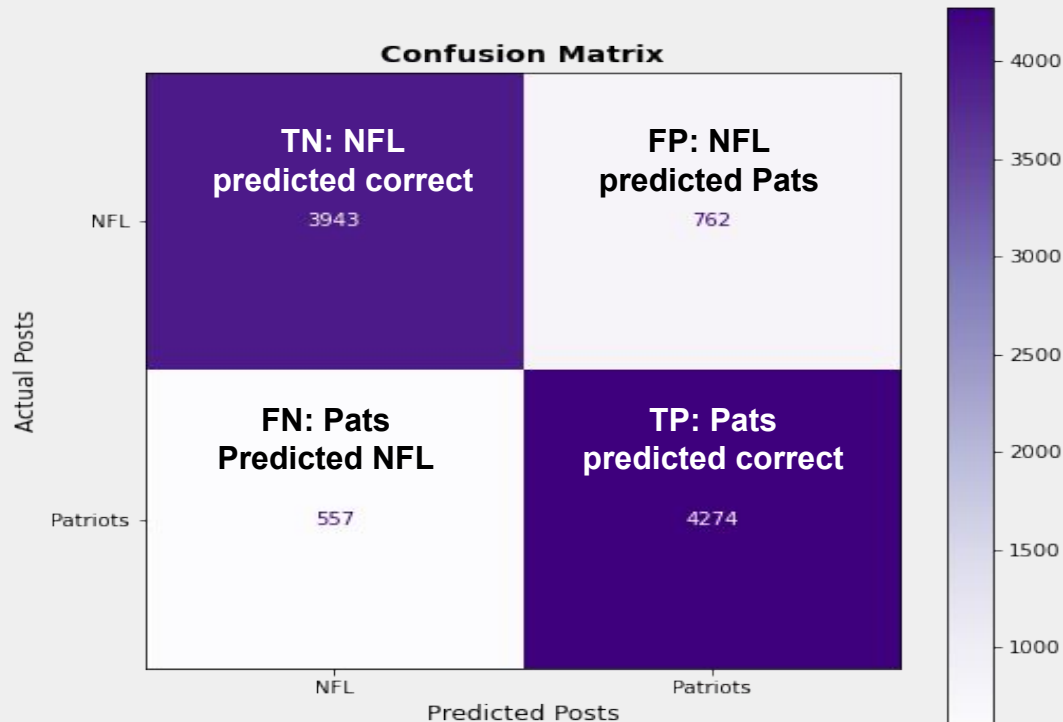 Confusion Matrix
TN: NFL
predicted correct
3943
FP: NFL
predicted Pats
762
FN: Pats
Predicted NFL
557
TP: Pats
predicted correct
4274
Actual Posts
NFL
Patriots
NFL
Patriots
Predicted Posts
4000
3500
3000
2500
2000
1500
1000